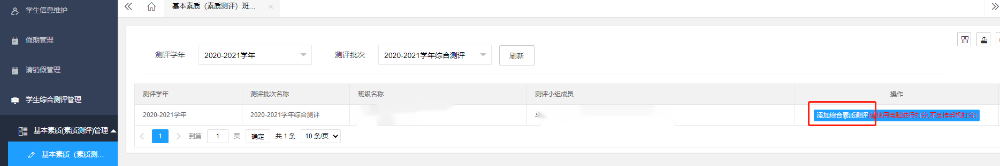 学生信息维护
假期管理
请销假管理
学生综合测评管理
基本素质(素质测评)管理
基本素质（素质测...
基本素质（素质测评）班...
测评学年
2020-2021学年
测评批次
2020-2021学年综合测评
刷新
测评学年 测评批次名称 班级名称 测评小组成员 操作
2020-2021学年 2020-2021学年综合测评 添加综合素质测评(请使用电脑进行打分,不支持手机打分)
1 到第 1 页 确定 共 1 条 10 条/页